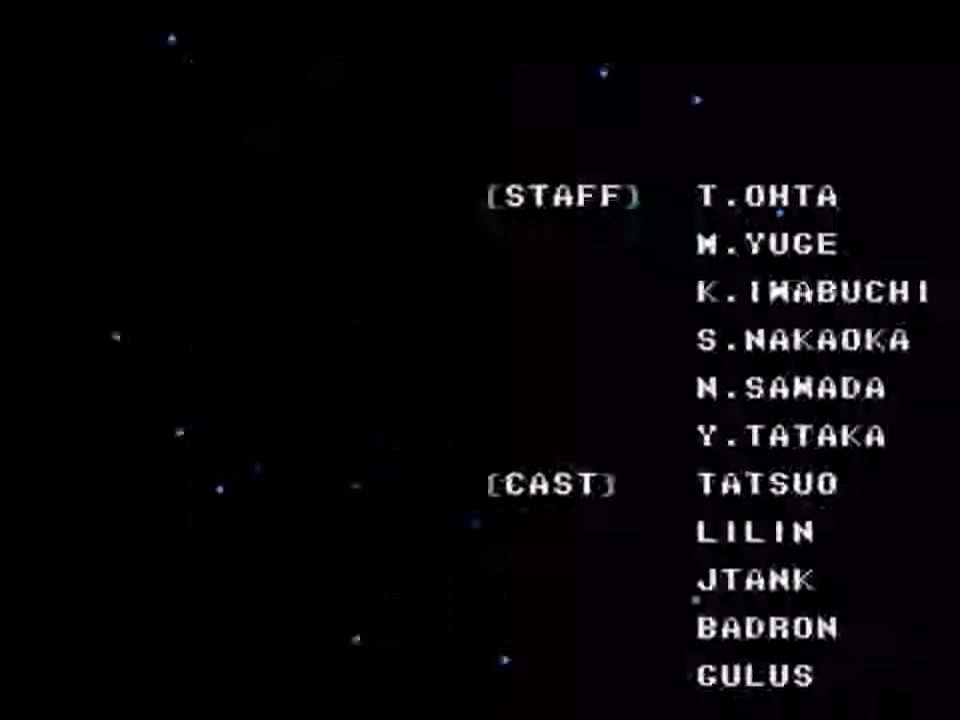 [STAFF] T.OHTA
M.YUGE
K.IWABUCHI
S.NAKAOKA
N.SAWADA
Y.TATAKA
[CAST] TATSUO
LILIN
JTANK
BADRON
GULUS